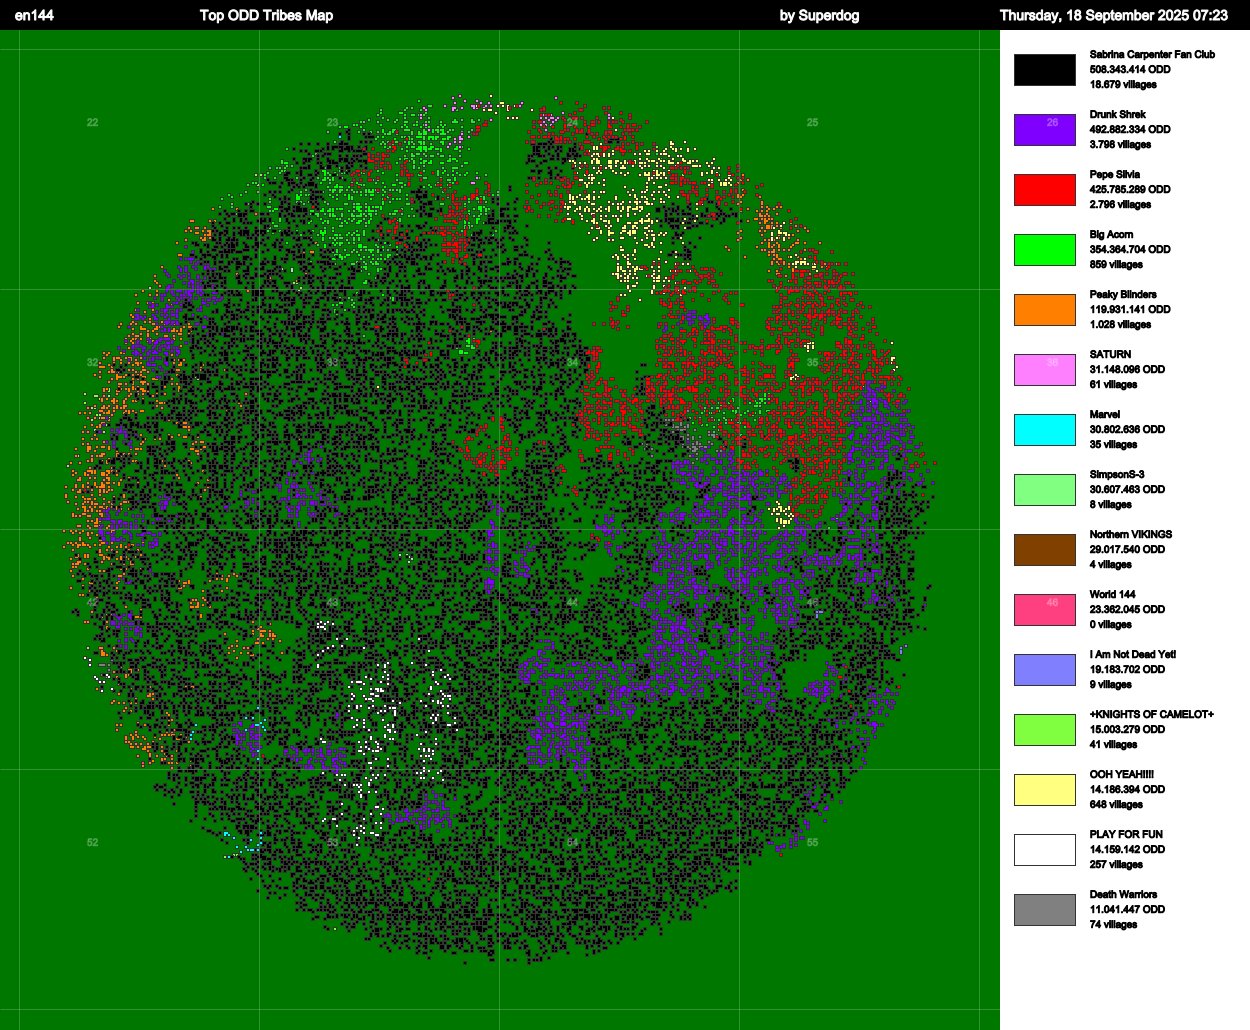 en144
Top ODD Tribes Map
by Superdog
Thursday, 18 September 2025 07:23
22
23
24
25
26
32
33
34
35
36
42
43
44
45
46
52
53
54
55
Sabrina Carpenter Fan Club
508.343.414 ODD
18.679 villages
Drunk Shrek
492.882.334 ODD
3.798 villages
Pepe Silvia
425.785.289 ODD
2.796 villages
Big Acorn
354.364.704 ODD
859 villages
Peaky Blinders
119.931.141 ODD
1.028 villages
SATURN
31.148.096 ODD
61 villages
Marvel
30.802.636 ODD
35 villages
SimpsonS-3
30.607.463 ODD
8 villages
Northern VIKINGS
29.017.540 ODD
4 villages
World 144
23.362.045 ODD
0 villages
I Am Not Dead Yet!
19.183.702 ODD
9 villages
+KNIGHTS OF CAMELOT+
15.003.279 ODD
41 villages
OOH YEAH!!!!
14.186.394 ODD
648 villages
PLAY FOR FUN
14.159.142 ODD
257 villages
Death Warriors
11.041.447 ODD
74 villages